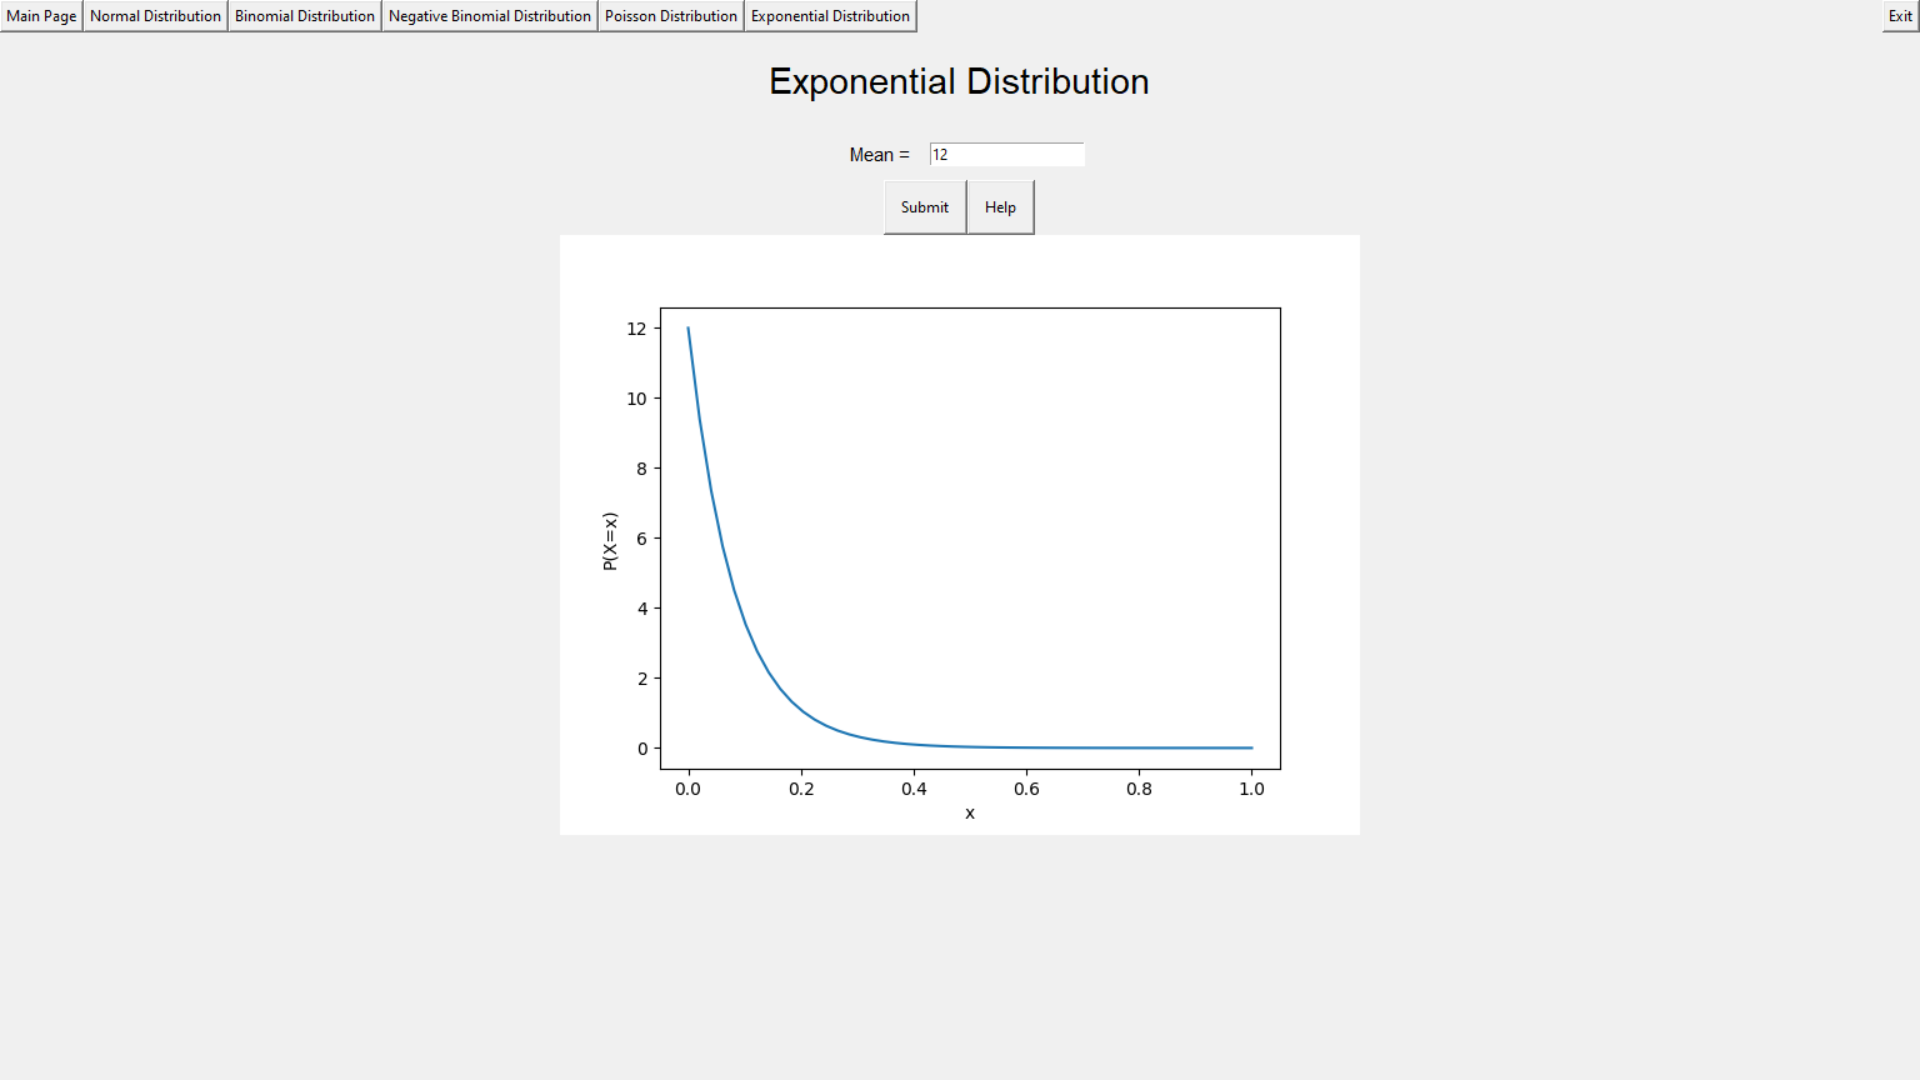 Main Page Normal Distribution Binomial Distribution Negative Binomial Distribution Poisson Distribution Exponential Distribution Exit
Exponential Distribution
Mean = 12
Submit Help
12
10
8
6
4
2
0
P(X=x)
0.0 0.2 0.4 0.6 0.8 1.0
x